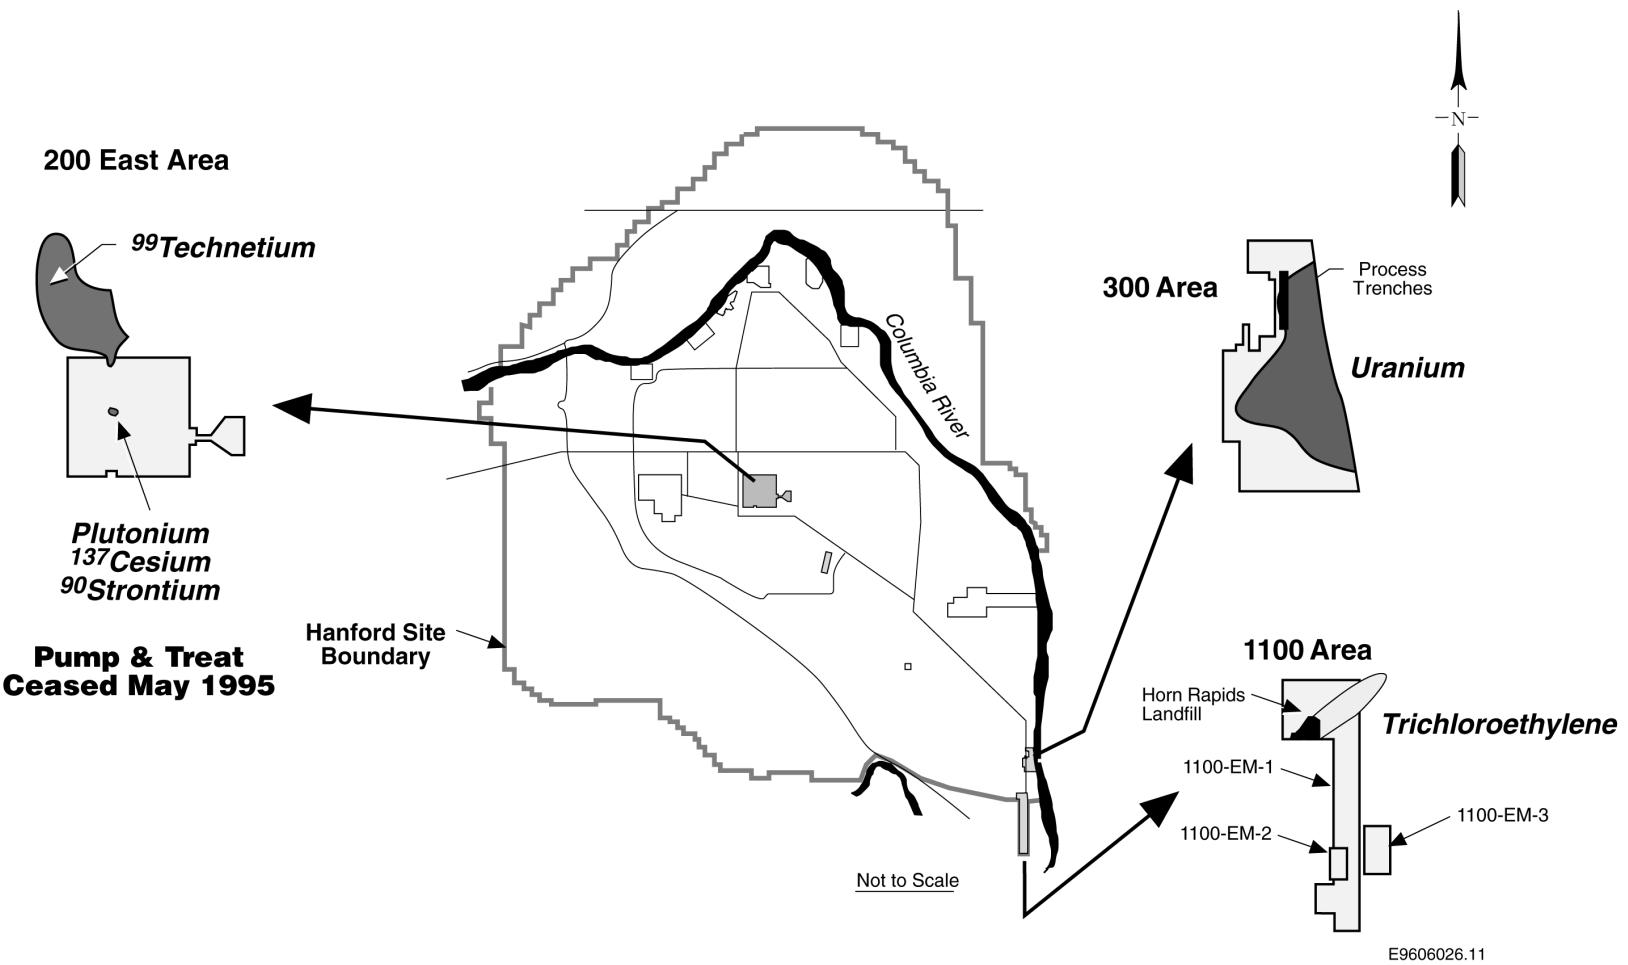 N
200 East Area
99Technetium
Plutonium
137Cesium
90Strontium
Pump & Treat
Ceased May 1995
Hanford Site
Boundary
Columbia River
Not to Scale
300 Area
Process
Trenches
Uranium
1100 Area
Horn Rapids
Landfill
Trichloroethylene
1100-EM-1
1100-EM-2
1100-EM-3
E9606026.11